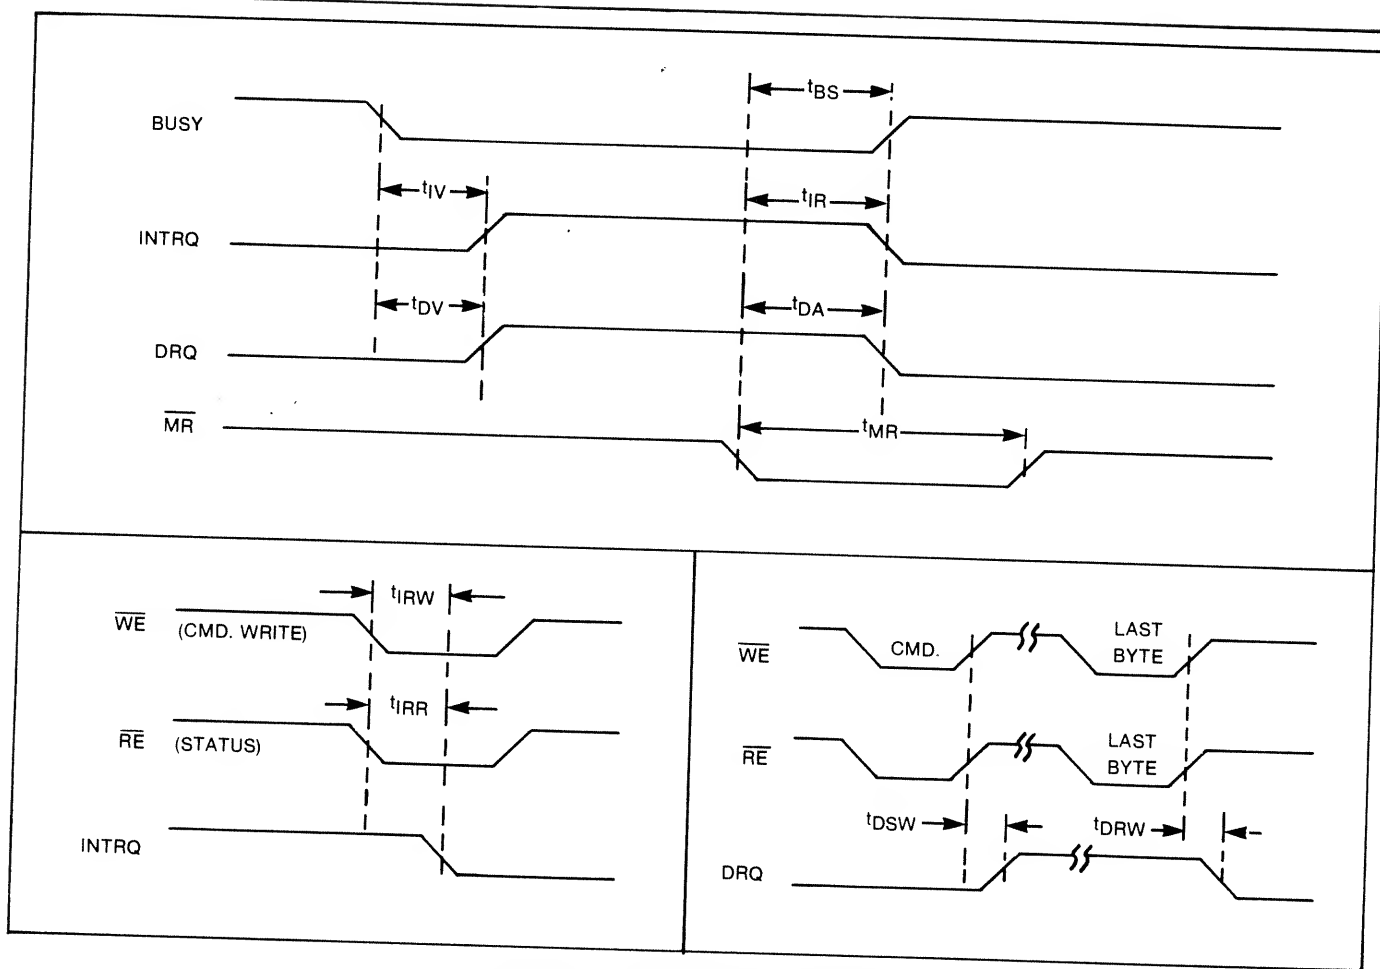 tBS
BUSY
tIV
tIR
INTRQ
tDV
tDA
DRQ
tMR
MR
tIRW
WE (CMD. WRITE)
tIRR
RE (STATUS)
INTRQ
WE CMD. LAST
BYTE
RE LAST
BYTE
tDSW tDRW
DRQ